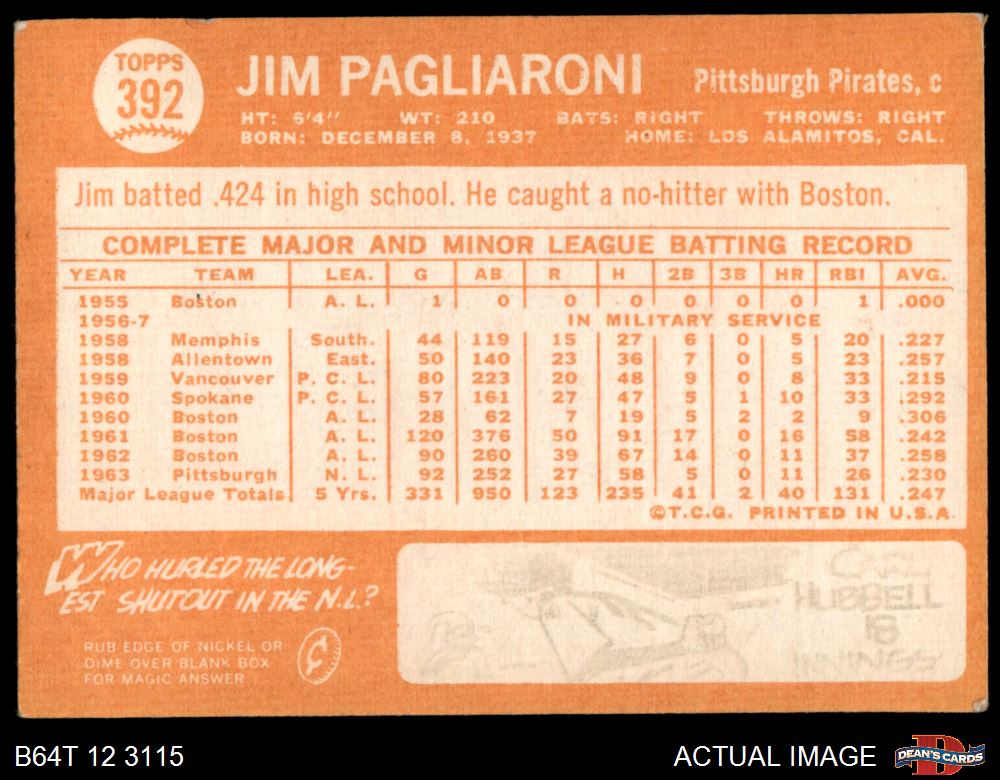 TOPPS
392
JIM PAGLIARONI
Pittsburgh Pirates, c
HT: 6'4" WT: 210 BATS: RIGHT THROWS: RIGHT
BORN: DECEMBER 8, 1937 HOME: LOS ALAMITOS, CAL.
Jim batted .424 in high school. He caught a no-hitter with Boston.
COMPLETE MAJOR AND MINOR LEAGUE BATTING RECORD
YEAR TEAM LEA. G AB R H 2B 3B HR RBI AVG.
1955 Boston A. L. 1 0 0 0 0 0 0 1 .000
1956-7 IN MILITARY SERVICE
1958 Memphis South. 44 119 15 27 6 0 5 20 .227
1958 Allentown East. 50 140 23 36 7 0 5 23 .257
1959 Vancouver P. C. L. 80 223 20 48 9 0 8 33 .215
1960 Spokane P. C. L. 57 161 27 47 5 1 10 33 .292
1960 Boston A. L. 28 62 7 19 5 2 2 9 .306
1961 Boston A. L. 120 376 50 91 17 0 16 58 .242
1962 Boston A. L. 90 260 39 67 14 0 11 37 .258
1963 Pittsburgh N. L. 92 252 27 58 5 0 11 26 .230
Major League Totals 5 Yrs. 331 950 123 235 41 2 40 131 .247
©T.C.G. PRINTED IN U.S.A.
WHO HURLED THE LONG-
EST SHUTOUT IN THE N.L.?
RUB EDGE OF NICKEL OR
DIME OVER BLANK BOX
FOR MAGIC ANSWER
¢
CARL
HUBBELL
18
INNINGS
B64T 12 3115
ACTUAL IMAGE
DEAN'S CARDS